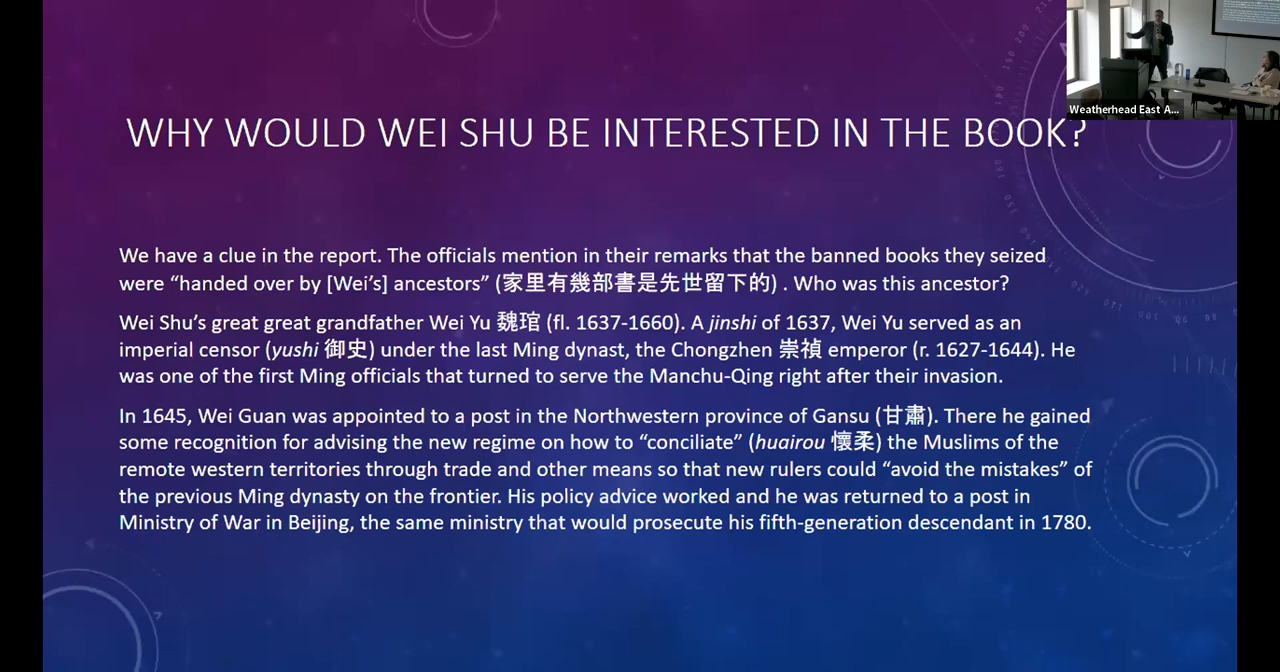 WHY WOULD WEI SHU BE INTERESTED IN THE BOOK?
Weatherhead East A...
We have a clue in the report. The officials mention in their remarks that the banned books they seized
were “handed over by [Wei’s] ancestors” (家里有幾部書是先世留下的) . Who was this ancestor?
Wei Shu’s great great grandfather Wei Yu 魏琯 (fl. 1637-1660). A jinshi of 1637, Wei Yu served as an
imperial censor (yushi 御史) under the last Ming dynast, the Chongzhen 崇禎 emperor (r. 1627-1644). He
was one of the first Ming officials that turned to serve the Manchu-Qing right after their invasion.
In 1645, Wei Guan was appointed to a post in the Northwestern province of Gansu (甘肅). There he gained
some recognition for advising the new regime on how to “conciliate” (huairou 懷柔) the Muslims of the
remote western territories through trade and other means so that new rulers could “avoid the mistakes” of
the previous Ming dynasty on the frontier. His policy advice worked and he was returned to a post in
Ministry of War in Beijing, the same ministry that would prosecute his fifth-generation descendant in 1780.